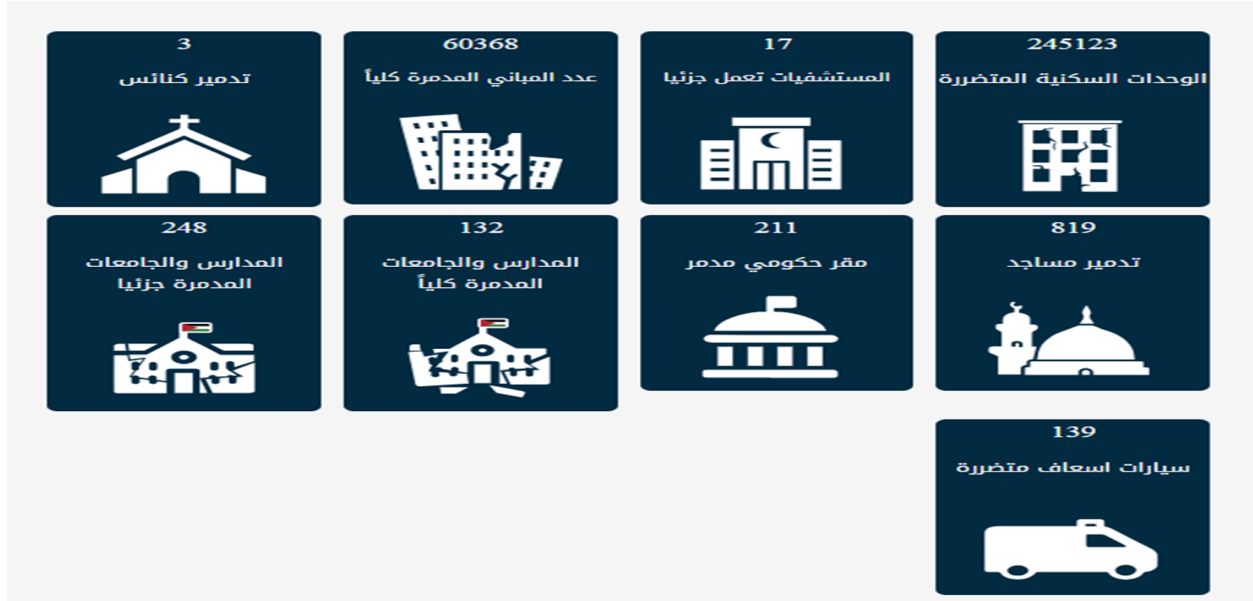 245123
الوحدات السكنية المتضررة
17
المستشفيات تعمل جزئيا
60368
عدد المباني المدمرة كلياً
3
تدمير كنائس
819
تدمير مساجد
211
مقر حكومي مدمر
132
المدارس والجامعات
المدمرة كلياً
248
المدارس والجامعات
المدمرة جزئيا
139
سيارات اسعاف متضررة